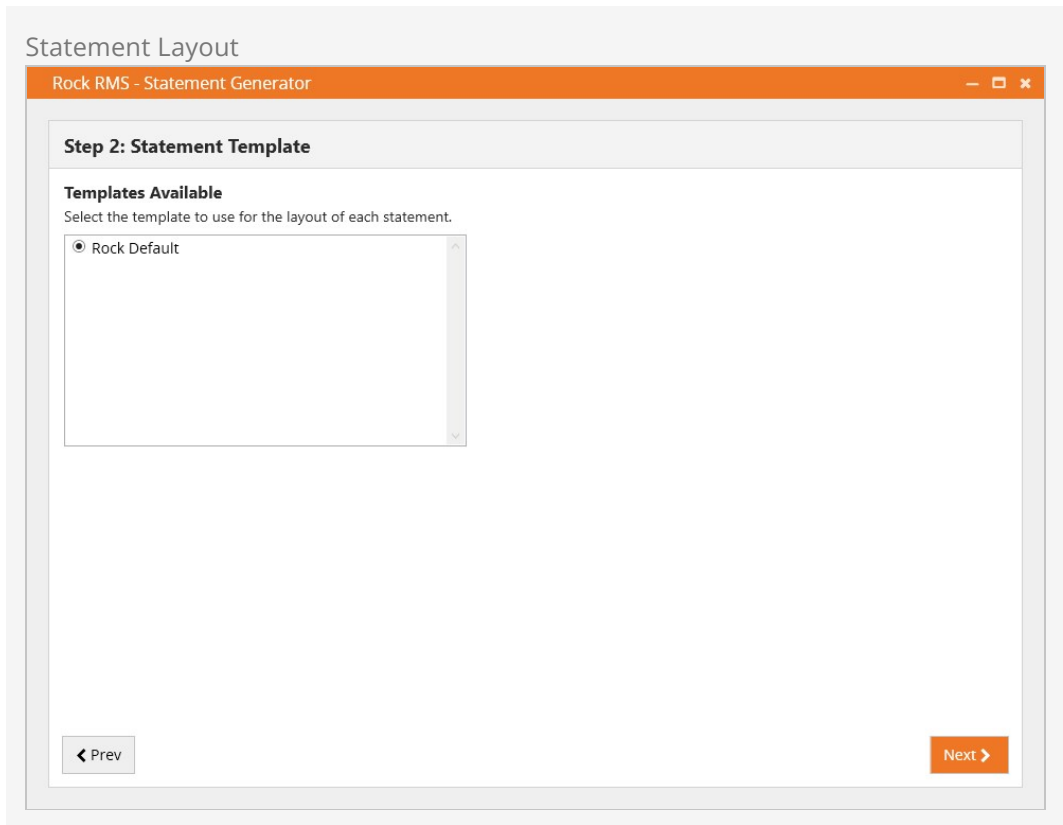 Statement Layout
Rock RMS - Statement Generator
Step 2: Statement Template
Templates Available
Select the template to use for the layout of each statement.
Rock Default
Prev
Next